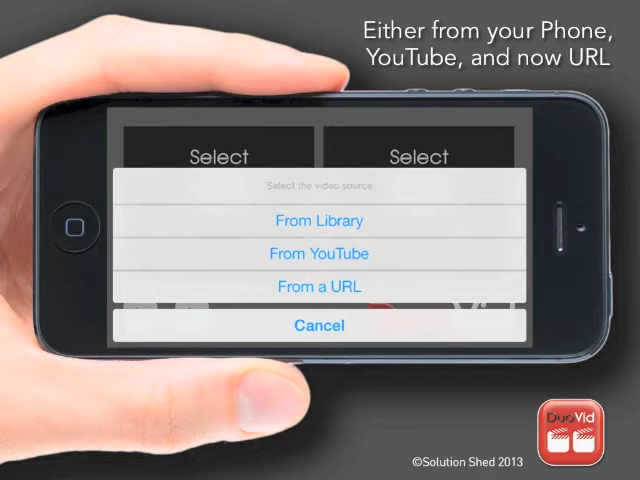 Either from your Phone,
YouTube, and now URL
Select
Select
Select the video source.
From Library
From YouTube
From a URL
Cancel
DuoVid
©Solution Shed 2013